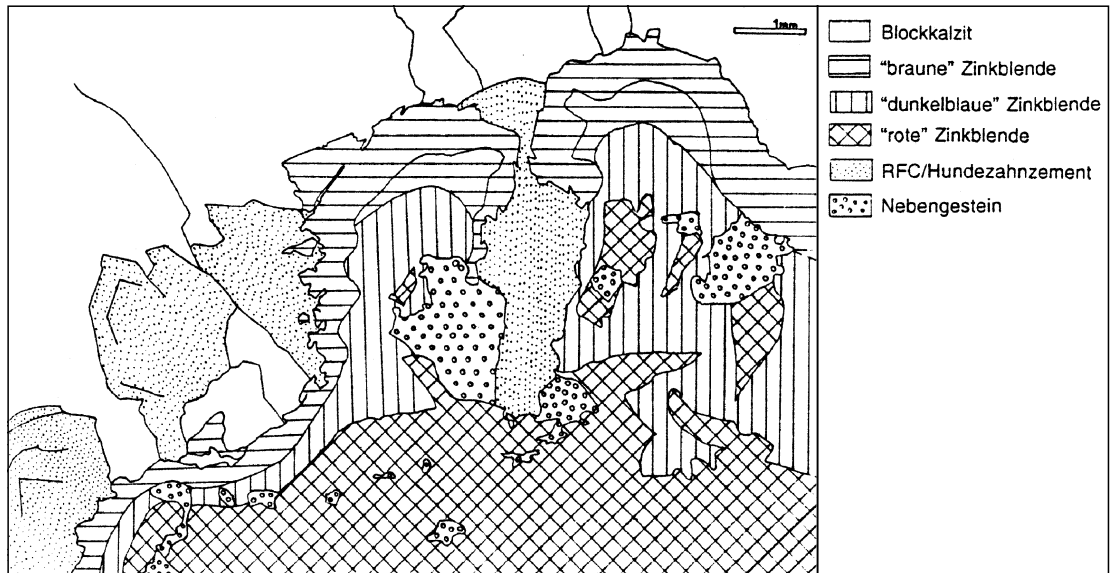 1mm
Blockkalzit
"braune" Zinkblende
"dunkelblaue" Zinkblende
"rote" Zinkblende
RFC/Hundezahnzement
Nebengestein